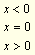 x < 0
x = 0
x > 0